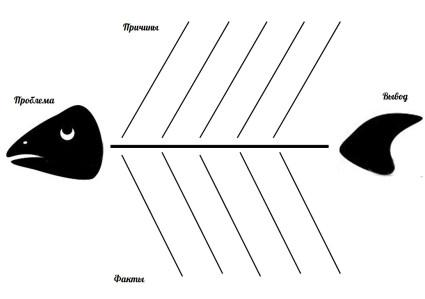 Причины
Проблема
Вывод
Факты